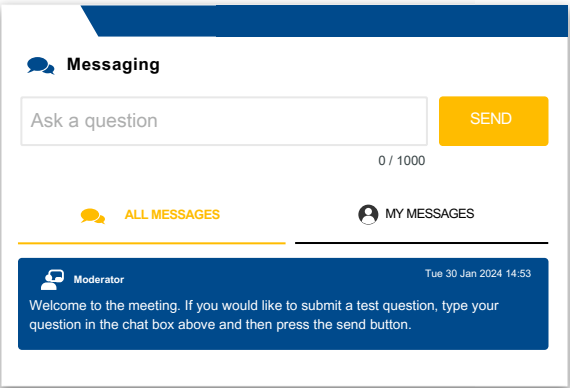 Messaging
Ask a question
SEND
0 / 1000
ALL MESSAGES
MY MESSAGES
Moderator
Tue 30 Jan 2024 14:53
Welcome to the meeting. If you would like to submit a test question, type your
question in the chat box above and then press the send button.